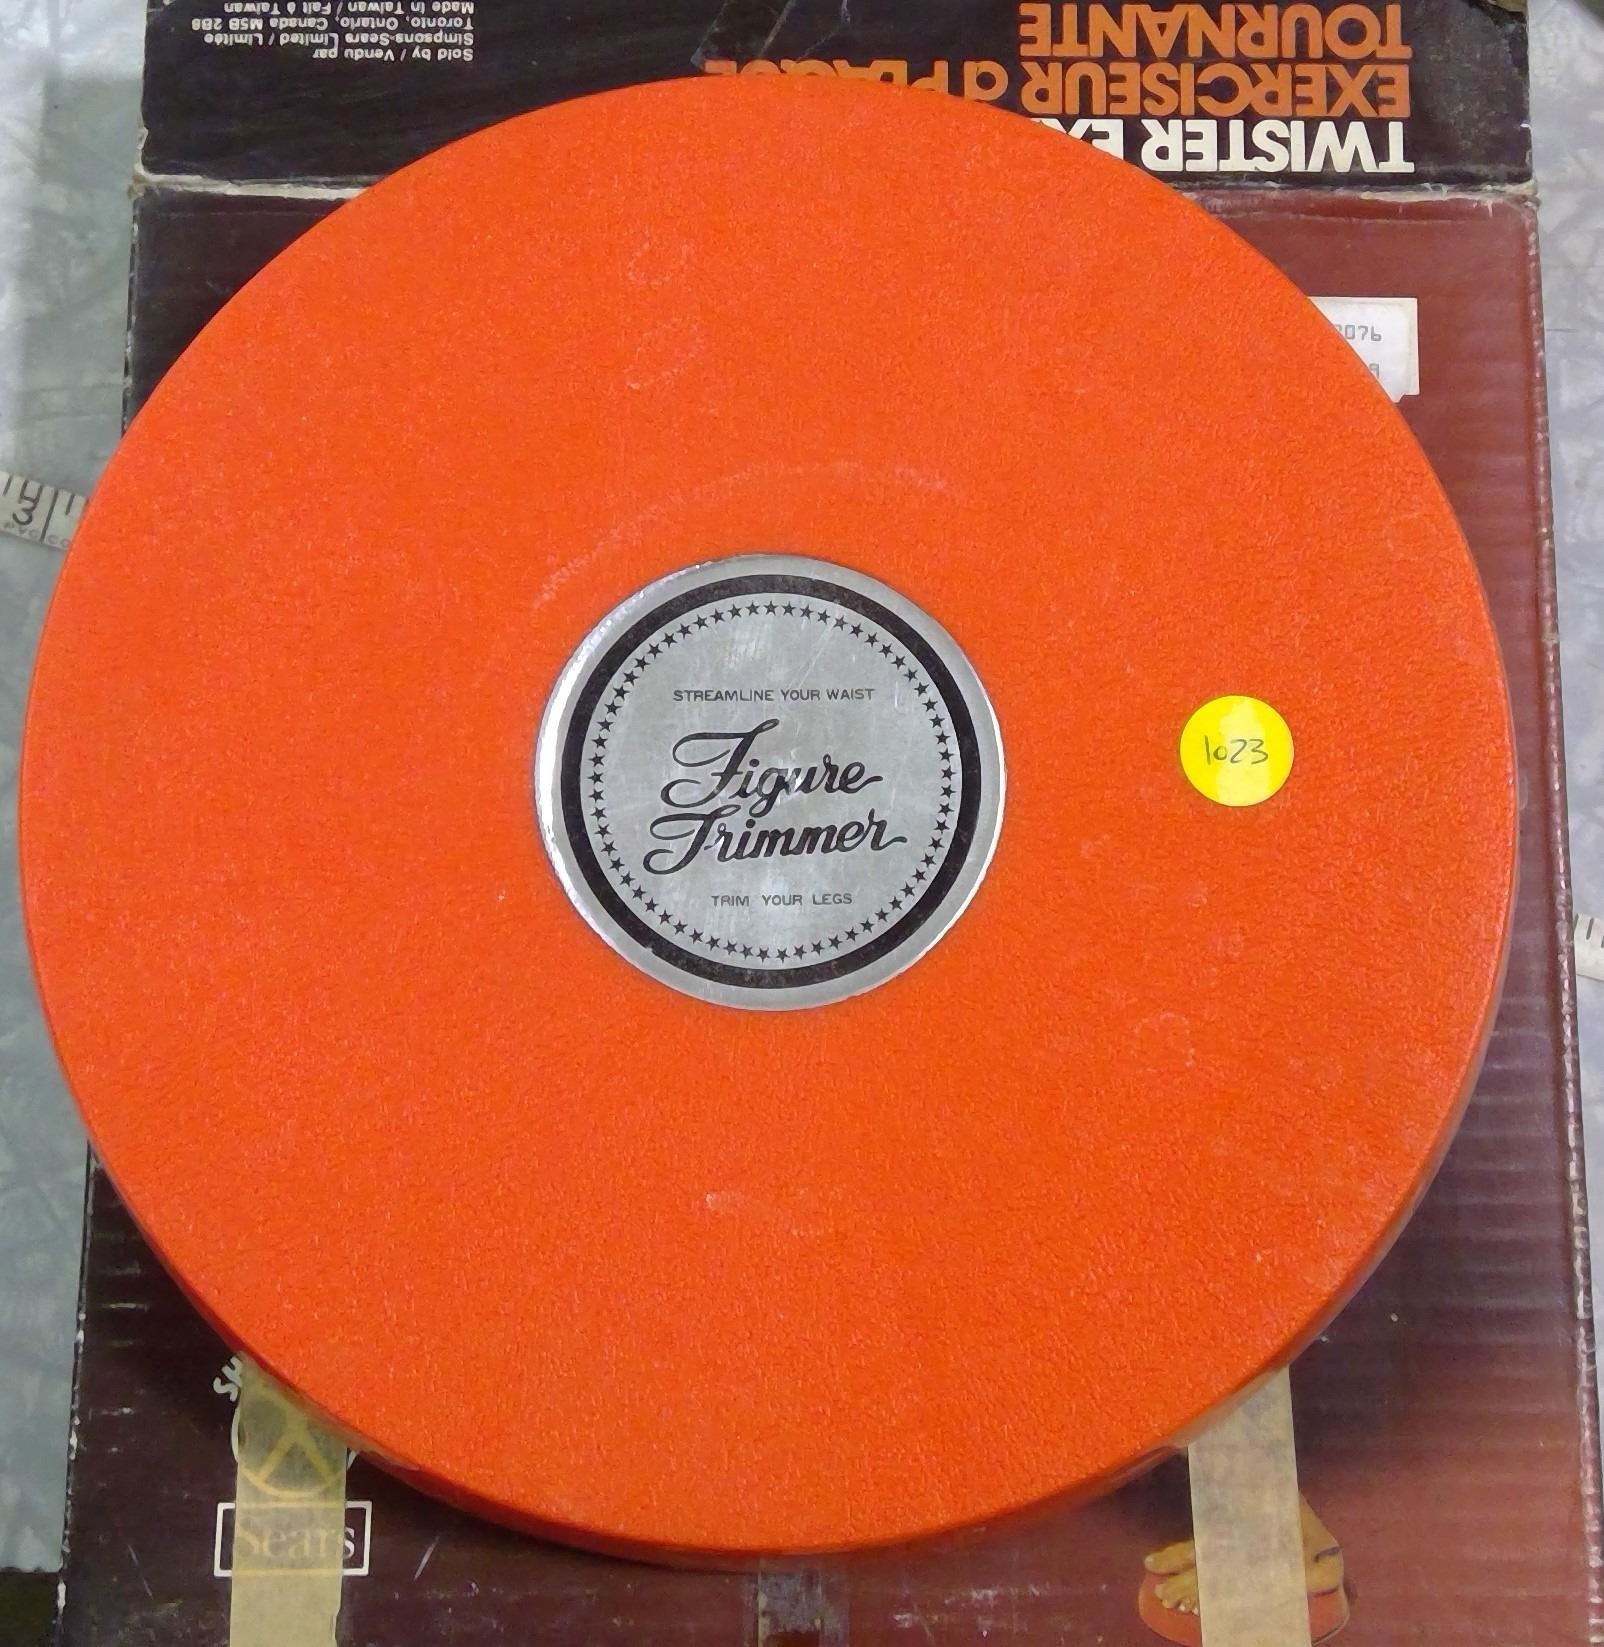 Sold by / Vendu par
Simpsons-Sears Limited / Limitée
Toronto, Ontario, Canada M5B 2B8
Made in Taiwan / Fait à Taiwan
TWISTER
EXERCISEUR à PLAQUE
TOURNANTE
3
STREAMLINE YOUR WAIST
Figure
Trimmer
TRIM YOUR LEGS
1023
Sears